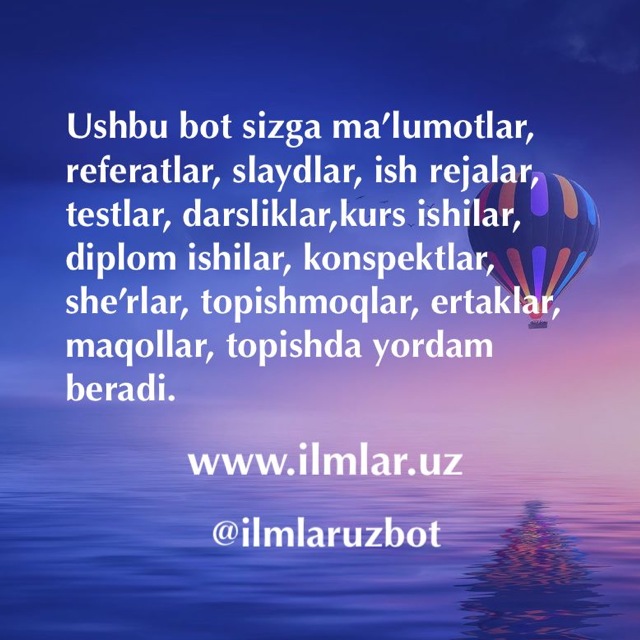 Ushbu bot sizga ma’lumotlar,
referatlar, slaydlar, ish rejalar,
testlar, darsliklar,kurs ishilar,
diplom ishilar, konspektlar,
she’rlar, topishmoqlar, ertaklar,
maqollar, topishda yordam
beradi.
www.ilmlar.uz
@ilmlaruzbot